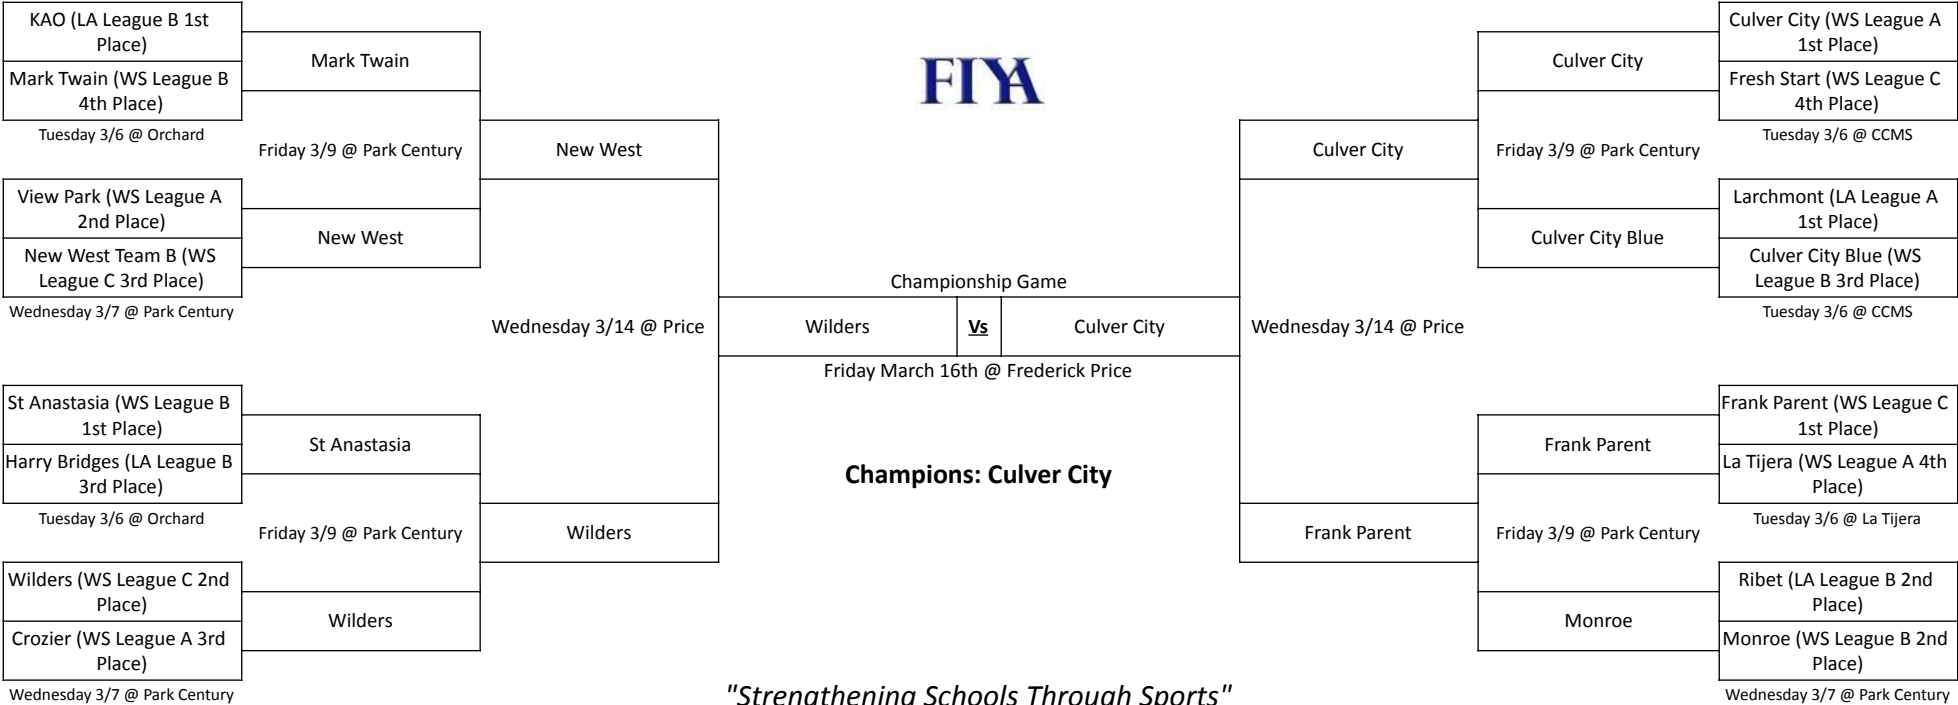 KAO (LA League B 1st
Place)
Mark Twain (WS League B
4th Place)
Tuesday 3/6 @ Orchard
View Park (WS League A
2nd Place)
New West Team B (WS
League C 3rd Place)
Wednesday 3/7 @ Park Century
St Anastasia (WS League B
1st Place)
Harry Bridges (LA League B
3rd Place)
Tuesday 3/6 @ Orchard
Wilders (WS League C 2nd
Place)
Crozier (WS League A 3rd
Place)
Wednesday 3/7 @ Park Century
Mark Twain
Friday 3/9 @ Park Century
New West
St Anastasia
Friday 3/9 @ Park Century
Wilders
New West
Wednesday 3/14 @ Price
Wilders
FIYA
Championship Game
Wilders
Vs
Culver City
Friday March 16th @ Frederick Price
Champions: Culver City
"Strengthening Schools Through Sports"
Culver City
Wednesday 3/14 @ Price
Frank Parent
Culver City
Friday 3/9 @ Park Century
Culver City Blue
Frank Parent
Friday 3/9 @ Park Century
Monroe
Culver City (WS League A
1st Place)
Fresh Start (WS League C
4th Place)
Tuesday 3/6 @ CCMS
Larchmont (LA League A
1st Place)
Culver City Blue (WS
League B 3rd Place)
Tuesday 3/6 @ CCMS
Frank Parent (WS League C
1st Place)
La Tijera (WS League A 4th
Place)
Tuesday 3/6 @ La Tijera
Ribet (LA League B 2nd
Place)
Monroe (WS League B 2nd
Place)
Wednesday 3/7 @ Park Century